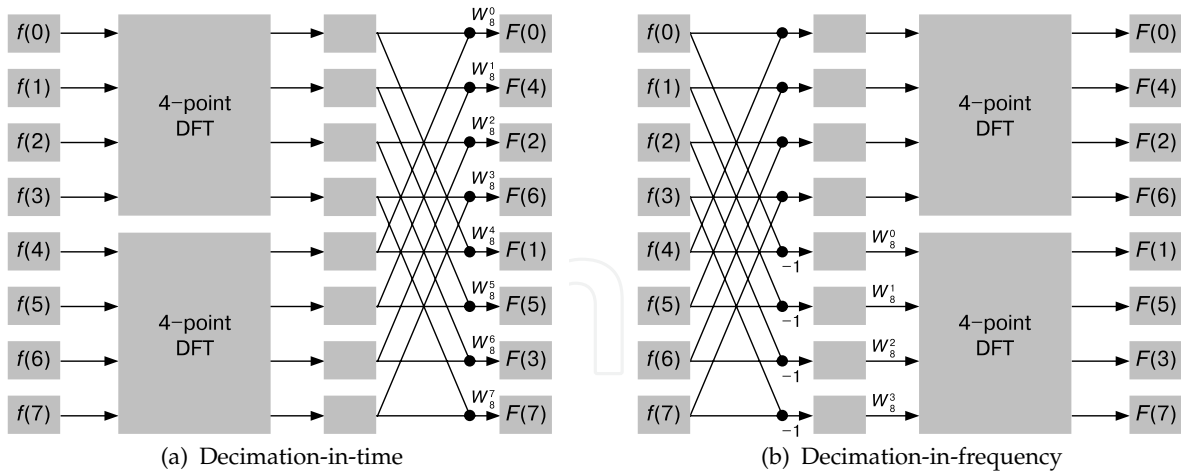 f(0) W₈⁰ F(0)
f(1) W₈¹ F(4)
f(2) W₈² F(2)
f(3) W₈³ F(6)
4-point
DFT
f(4) W₈⁴ F(1)
f(5) W₈⁵ F(5)
f(6) W₈⁶ F(3)
f(7) W₈⁷ F(7)
4-point
DFT
(a) Decimation-in-time
f(0) F(0)
f(1) F(4)
f(2) F(2)
f(3) F(6)
4-point
DFT
f(4) -1 W₈⁰ F(1)
f(5) -1 W₈¹ F(5)
f(6) -1 W₈² F(3)
f(7) -1 W₈³ F(7)
4-point
DFT
(b) Decimation-in-frequency